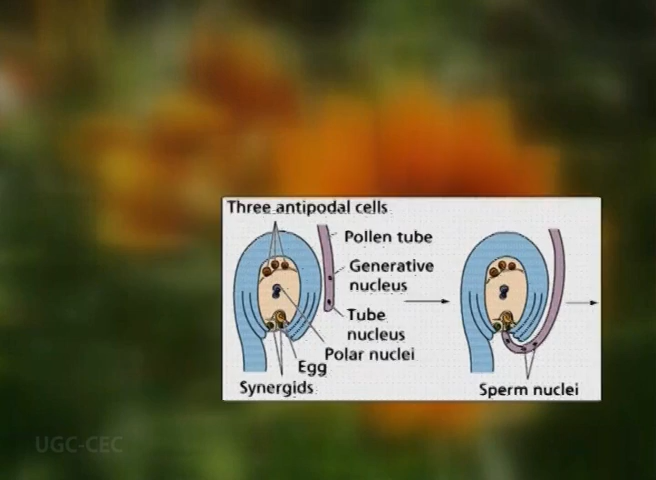 Three antipodal cells
Pollen tube
Generative
nucleus
Tube
nucleus
Polar nuclei
Egg
Synergids
Sperm nuclei
UGC-CEC